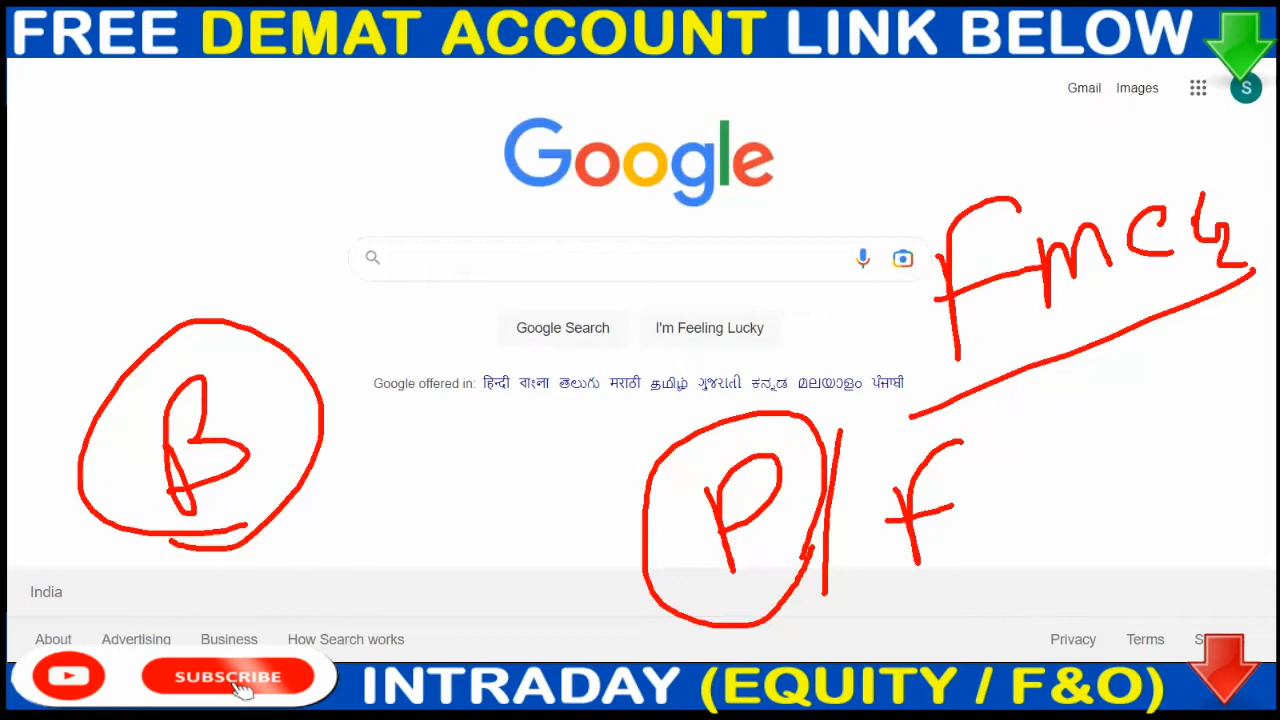 FREE DEMAT ACCOUNT LINK BELOW
Gmail Images S
Google
FMCG
Google Search I'm Feeling Lucky
Google offered in: हिन्दी বাংলা తెలుగు मराठी தமிழ் ગુજરાતી ಕನ್ನಡ മലയാളം ਪੰਜਾਬੀ
B
P/F
India
About Advertising Business How Search works Privacy Terms
SUBSCRIBE INTRADAY (EQUITY / F&O)